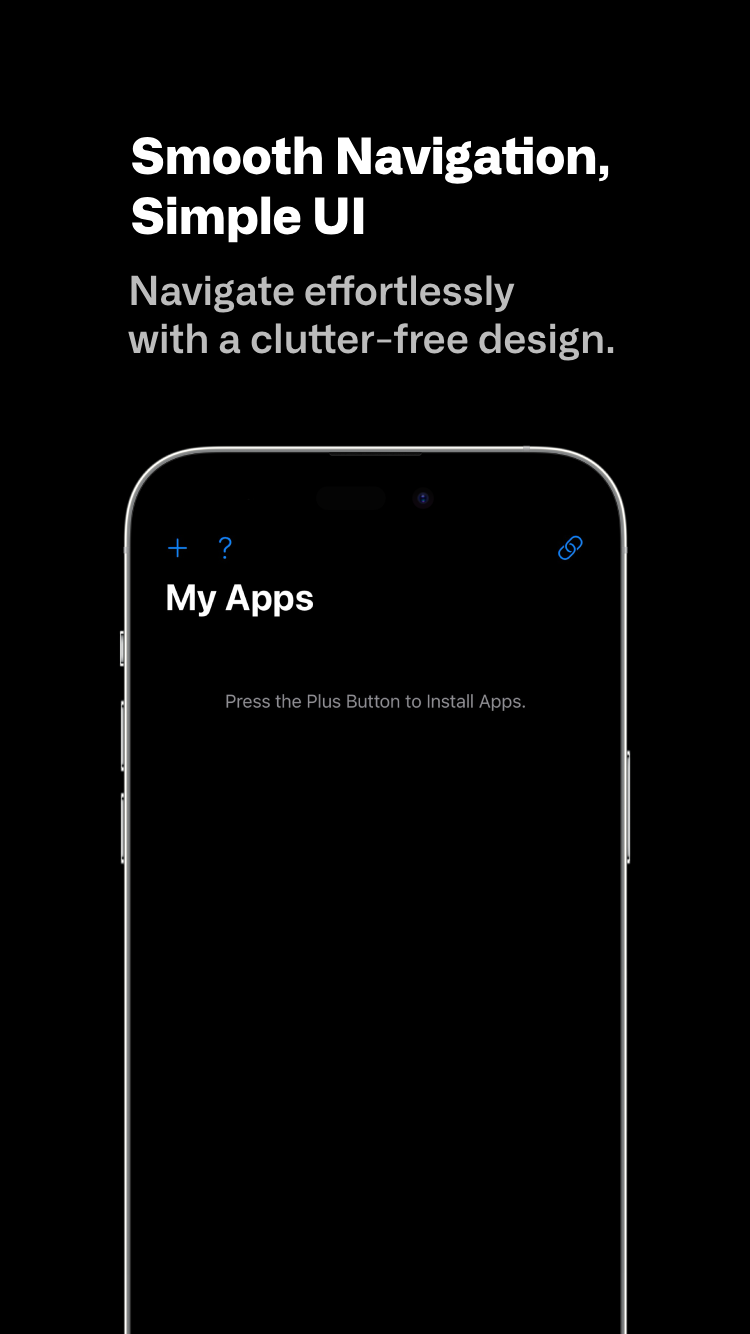 Smooth Navigation,
Simple UI
Navigate effortlessly
with a clutter-free design.
+ ?
My Apps
Press the Plus Button to Install Apps.